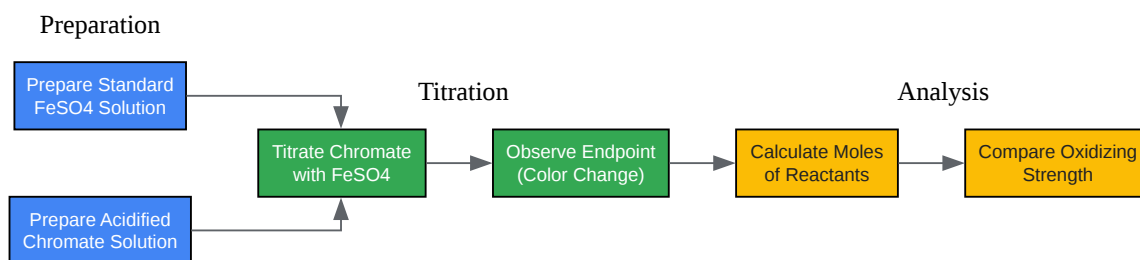 Preparation
Prepare Standard
FeSO4 Solution
Titration
Analysis
Titrate Chromate
with FeSO4
Observe Endpoint
(Color Change)
Calculate Moles
of Reactants
Compare Oxidizing
Strength
Prepare Acidified
Chromate Solution